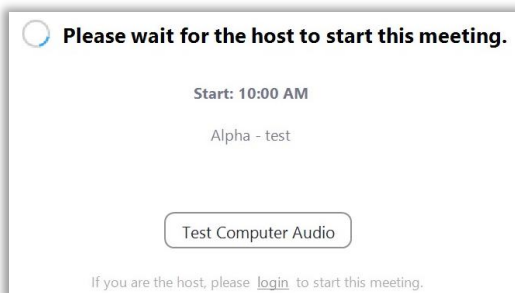 Please wait for the host to start this meeting.
Start: 10:00 AM
Alpha - test
Test Computer Audio
If you are the host, please login to start this meeting.